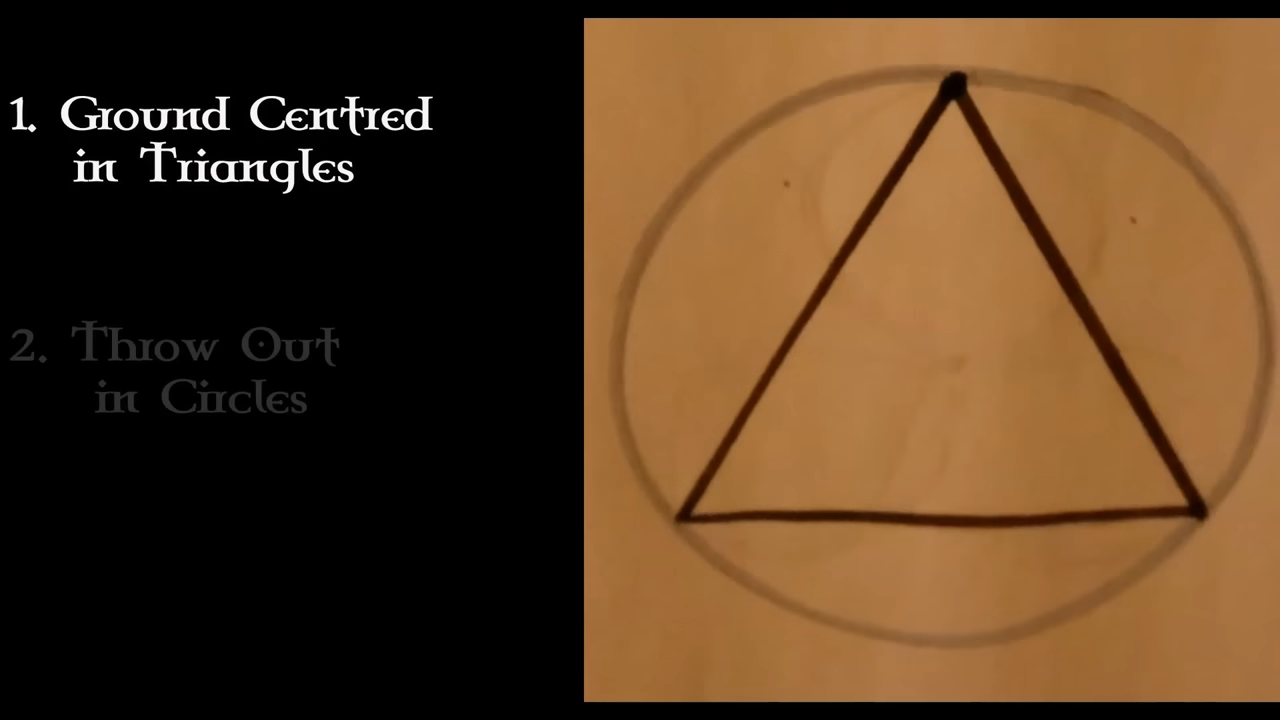 1. Ground Centred
in Triangles
2. Throw Out
in Circles